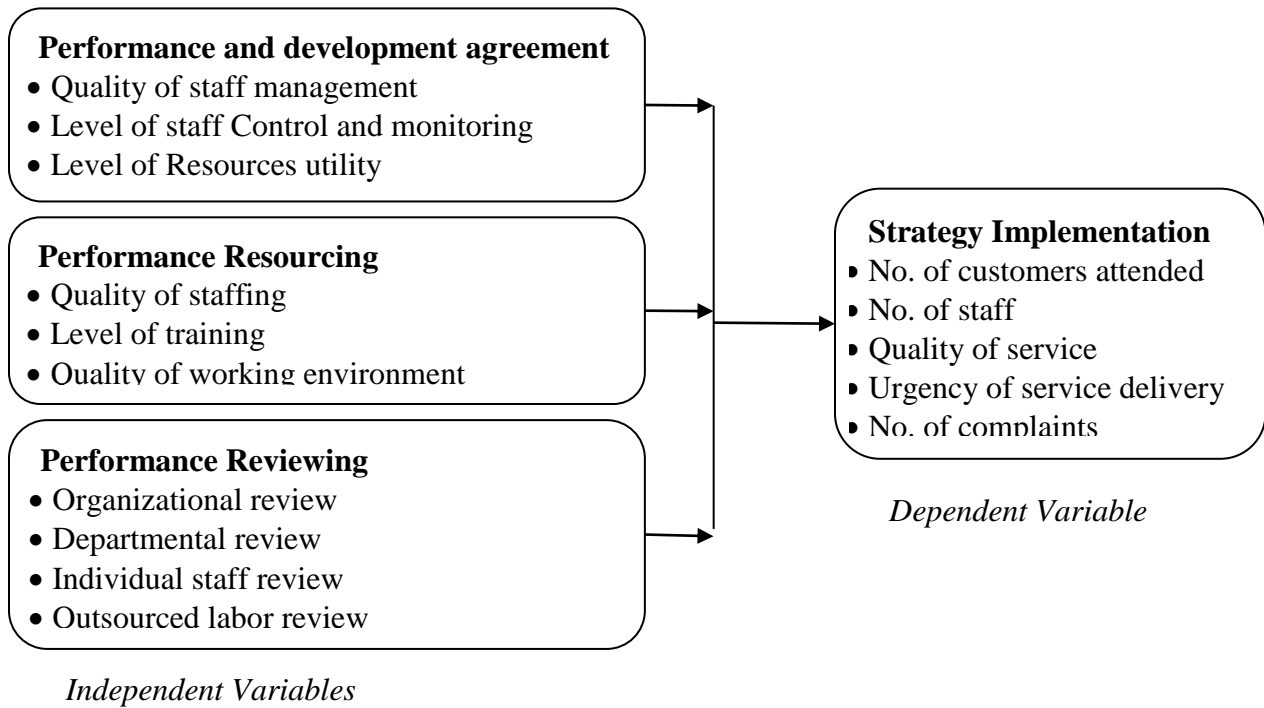 Performance and development agreement
• Quality of staff management
• Level of staff Control and monitoring
• Level of Resources utility
Performance Resourcing
• Quality of staffing
• Level of training
• Quality of working environment
Performance Reviewing
• Organizational review
• Departmental review
• Individual staff review
• Outsourced labor review
Independent Variables
Strategy Implementation
• No. of customers attended
• No. of staff
• Quality of service
• Urgency of service delivery
• No. of complaints
Dependent Variable